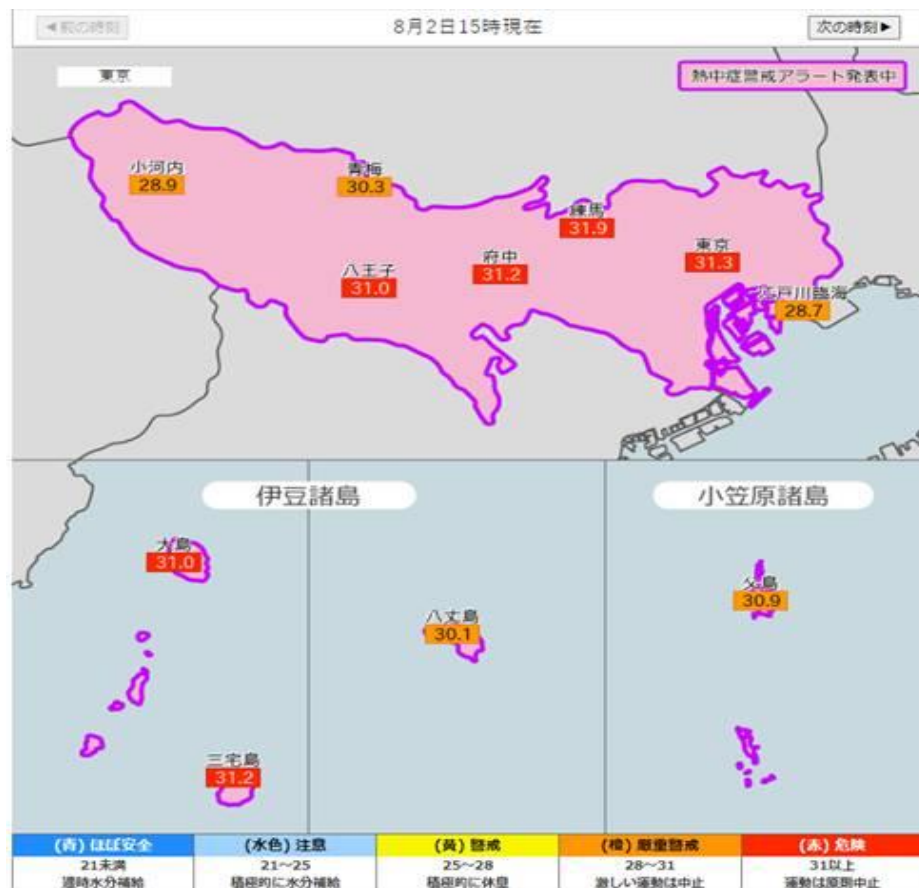 ◀前の時刻
8月2日15時現在
次の時刻▶
東京
熱中症警戒アラート発表中
小河内
28.9
青梅
30.3
練馬
31.9
八王子
31.0
府中
31.2
東京
31.3
江戸川臨海
28.7
伊豆諸島
小笠原諸島
大島
31.0
八丈島
30.1
父島
30.9
三宅島
31.2
(青) ほぼ安全
(水色) 注意
(黄) 警戒
(橙) 厳重警戒
(赤) 危険
21未満
21～25
25～28
28～31
31以上
適時水分補給
積極的に水分補給
積極的に休息
激しい運動は中止
運動は原則中止